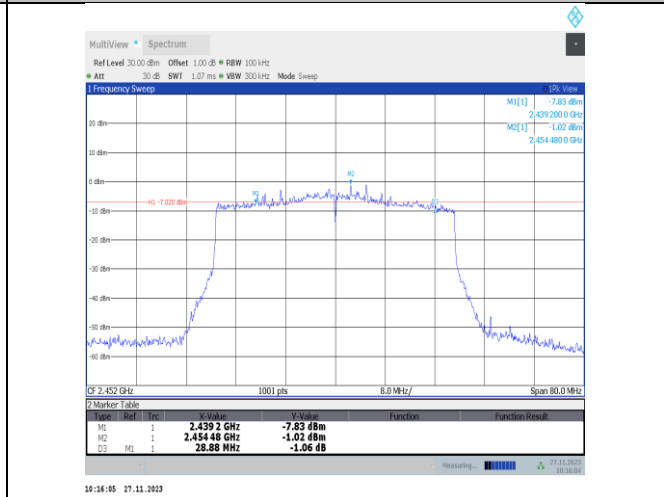 MultiView Spectrum
Ref Level 30.00 dBm Offset 1.00 dB RBW 100 kHz
Att 30 dB SWT 1.07 ms VBW 300 kHz Mode Sweep
1 Frequency Sweep 1Pk View
M1[1] -7.83 dBm
2.439 200 0 GHz
M2[1] -1.02 dBm
2.454 480 0 GHz
20 dBm
10 dBm
M2
0 dBm
M1
H1 -7.020 dBm
D3
-10 dBm
-20 dBm
-30 dBm
-40 dBm
-50 dBm
-60 dBm
CF 2.452 GHz 1001 pts 8.0 MHz/ Span 80.0 MHz
2 Marker Table
Type Ref Trc X-Value Y-Value Function Function Result
M1 1 2.439 2 GHz -7.83 dBm
M2 1 2.454 48 GHz -1.02 dBm
D3 M1 1 28.88 MHz -1.06 dB
Measuring... 27.11.2023
10:16:04
10:16:05 27.11.2023